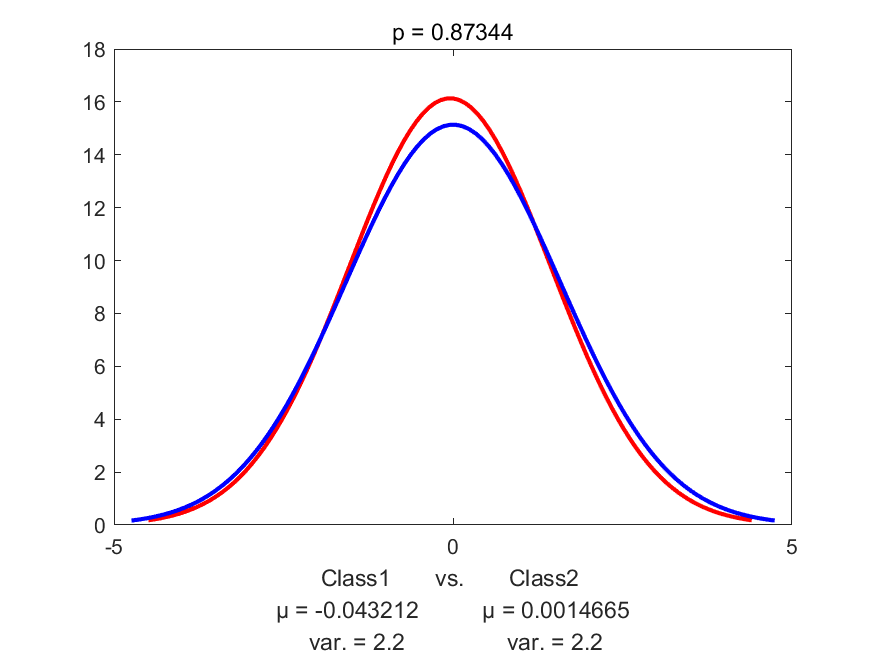 p = 0.87344
18
16
14
12
10
8
6
4
2
0
-5 0 5
Class1 vs. Class2
μ = -0.043212 μ = 0.0014665
var. = 2.2 var. = 2.2